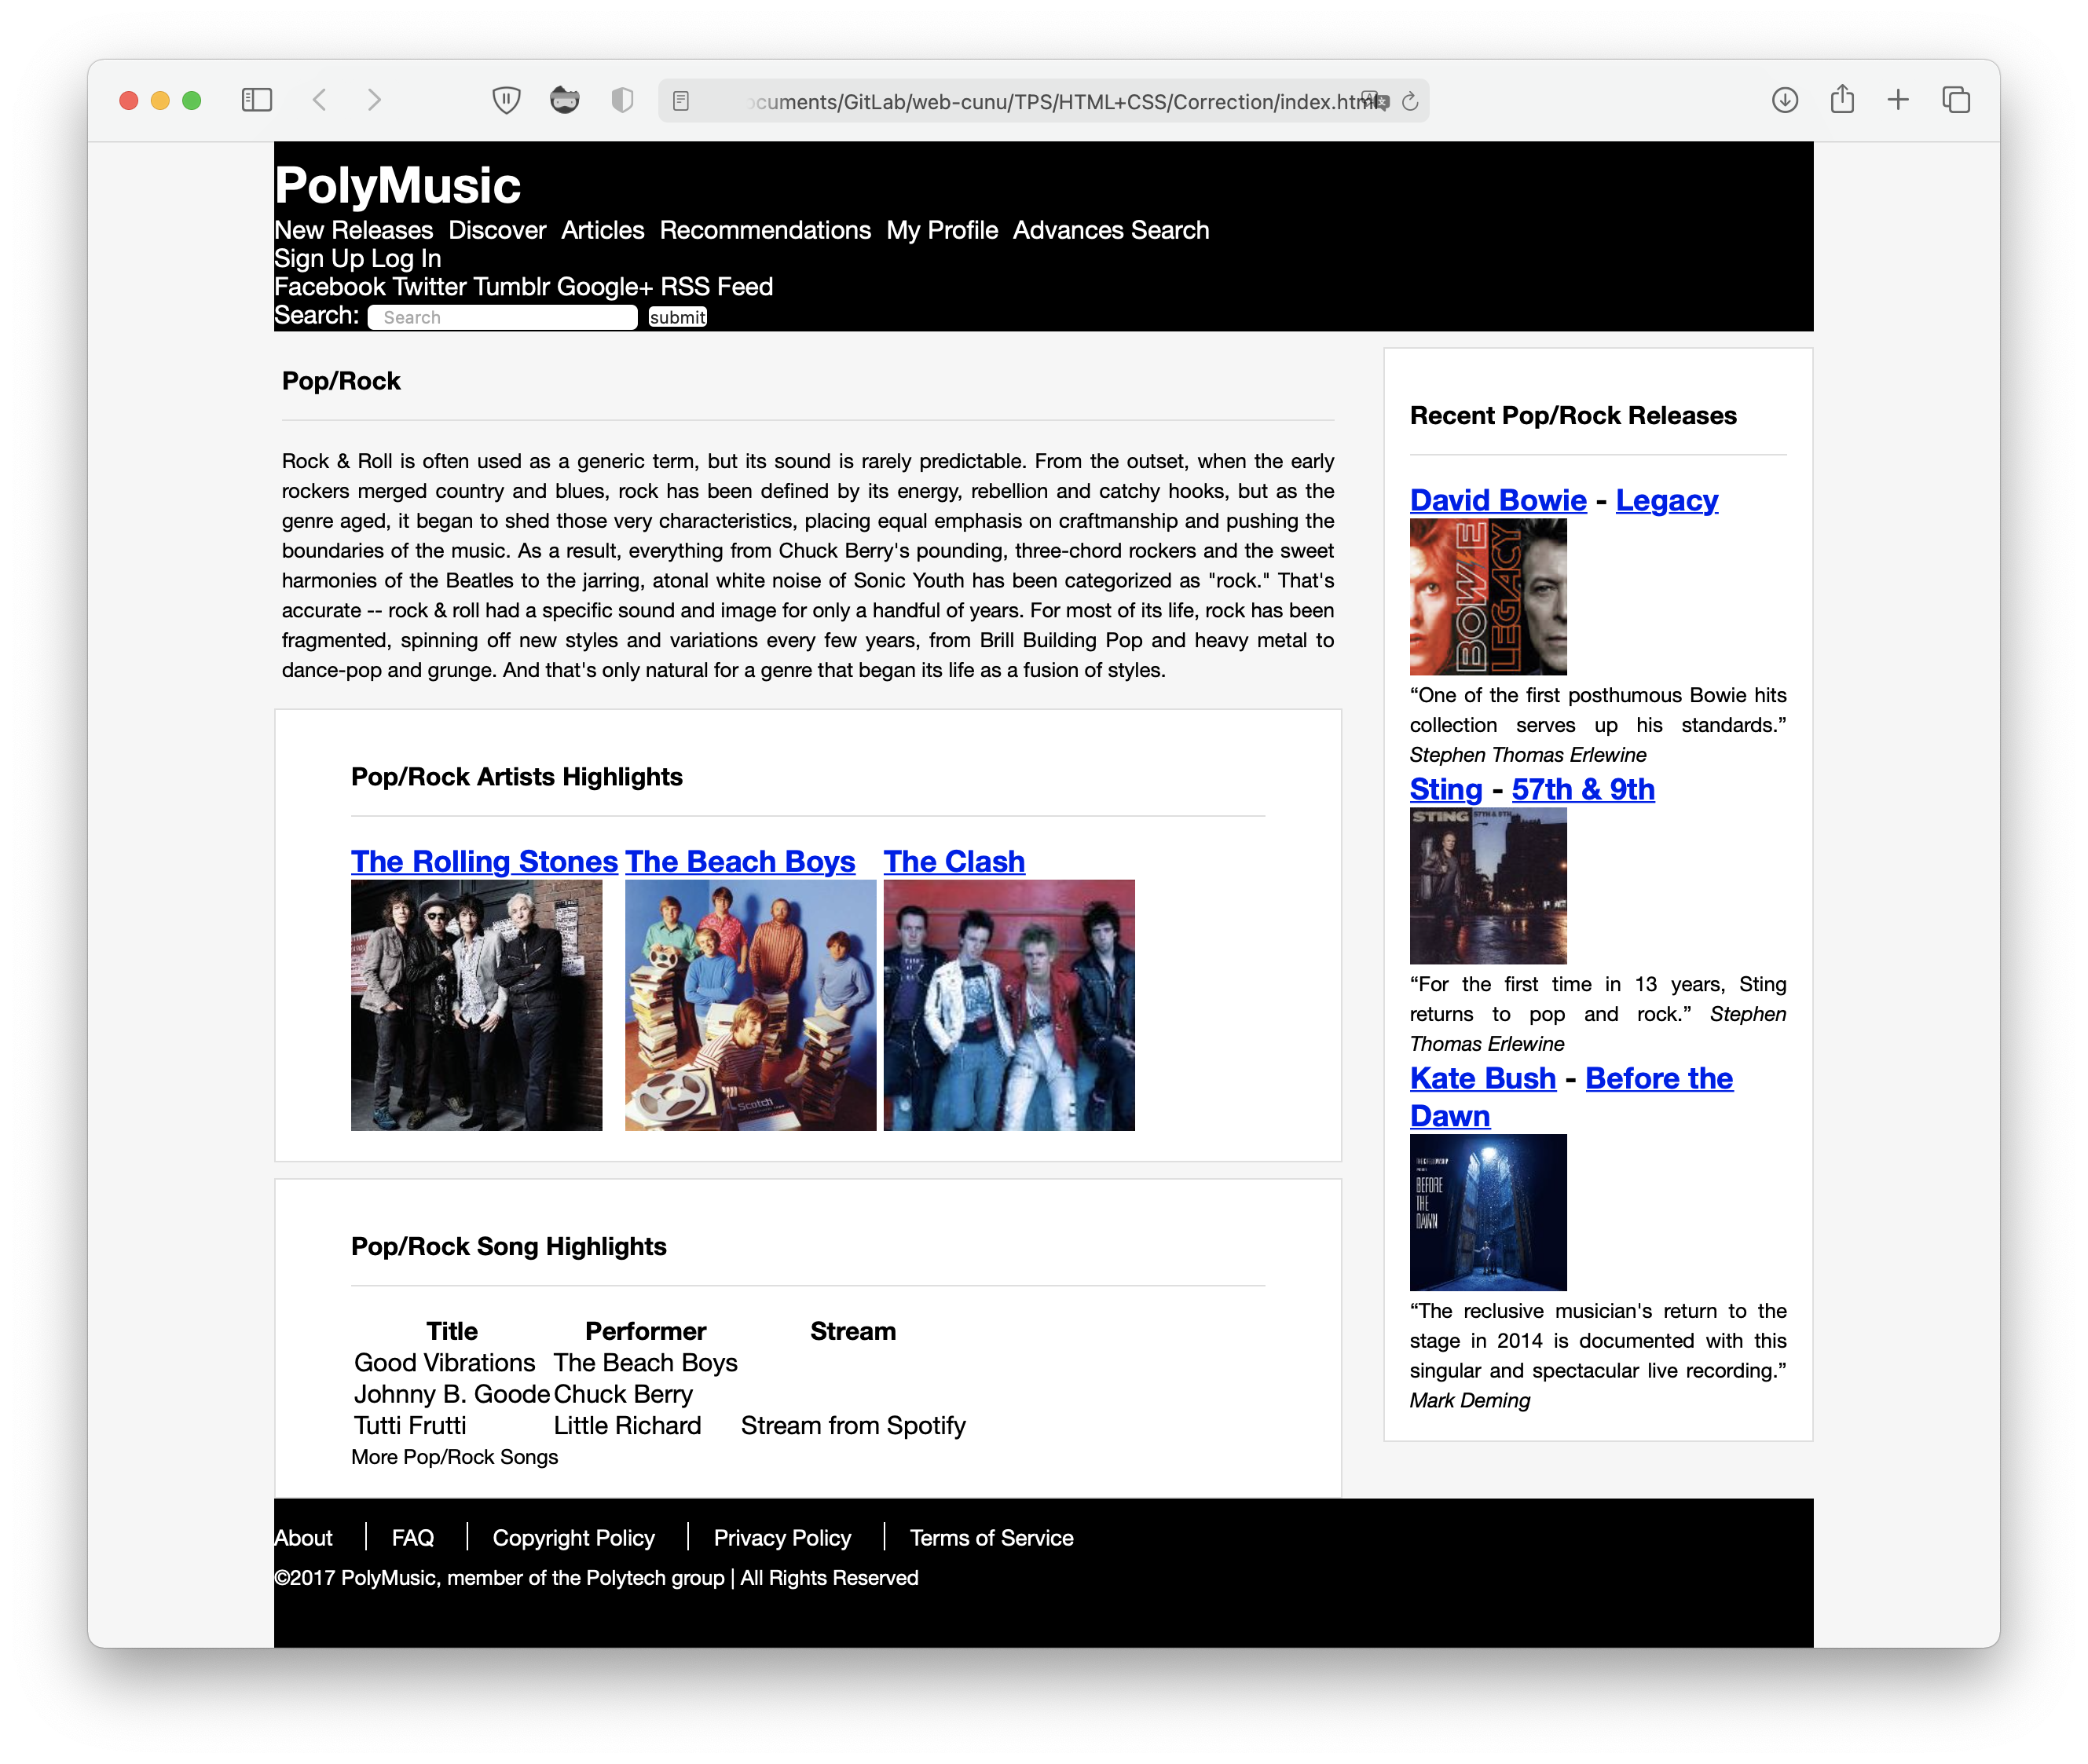 ocuments/GitLab/web-cunu/TPS/HTML+CSS/Correction/index.html
PolyMusic
New Releases Discover Articles Recommendations My Profile Advances Search
Sign Up Log In
Facebook Twitter Tumblr Google+ RSS Feed
Search: Search submit
Pop/Rock
Rock & Roll is often used as a generic term, but its sound is rarely predictable. From the outset, when the early
rockers merged country and blues, rock has been defined by its energy, rebellion and catchy hooks, but as the
genre aged, it began to shed those very characteristics, placing equal emphasis on craftmanship and pushing the
boundaries of the music. As a result, everything from Chuck Berry's pounding, three-chord rockers and the sweet
harmonies of the Beatles to the jarring, atonal white noise of Sonic Youth has been categorized as "rock." That's
accurate -- rock & roll had a specific sound and image for only a handful of years. For most of its life, rock has been
fragmented, spinning off new styles and variations every few years, from Brill Building Pop and heavy metal to
dance-pop and grunge. And that's only natural for a genre that began its life as a fusion of styles.
Pop/Rock Artists Highlights
The Rolling Stones The Beach Boys The Clash
Scotch
Pop/Rock Song Highlights
Title Performer Stream
Good Vibrations The Beach Boys
Johnny B. Goode Chuck Berry
Tutti Frutti Little Richard Stream from Spotify
More Pop/Rock Songs
Recent Pop/Rock Releases
David Bowie - Legacy
BOWIE
LEGACY
“One of the first posthumous Bowie hits
collection serves up his standards.”
Stephen Thomas Erlewine
Sting - 57th & 9th
STING 57TH & 9TH
“For the first time in 13 years, Sting
returns to pop and rock.” Stephen
Thomas Erlewine
Kate Bush - Before the
Dawn
BEFORE
THE
DAWN
“The reclusive musician's return to the
stage in 2014 is documented with this
singular and spectacular live recording.”
Mark Deming
About FAQ Copyright Policy Privacy Policy Terms of Service
©2017 PolyMusic, member of the Polytech group | All Rights Reserved